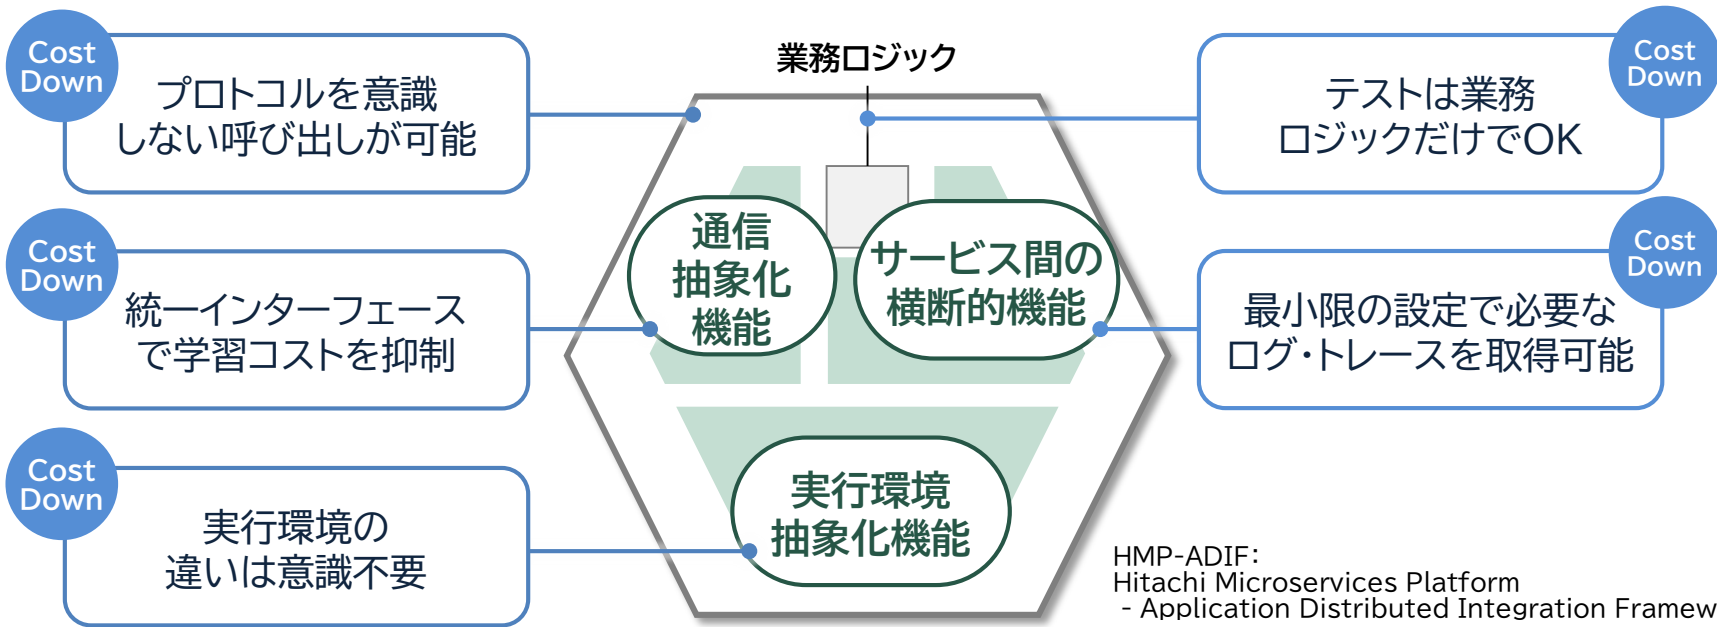 Cost
Down
プロトコルを意識
しない呼び出しが可能
Cost
Down
統一インターフェース
で学習コストを抑制
Cost
Down
実行環境の
違いは意識不要
業務ロジック
通信
抽象化
機能
サービス間の
横断的機能
実行環境
抽象化機能
Cost
Down
テストは業務
ロジックだけでOK
Cost
Down
最小限の設定で必要な
ログ・トレースを取得可能
HMP-ADIF:
Hitachi Microservices Platform
- Application Distributed Integration Framew